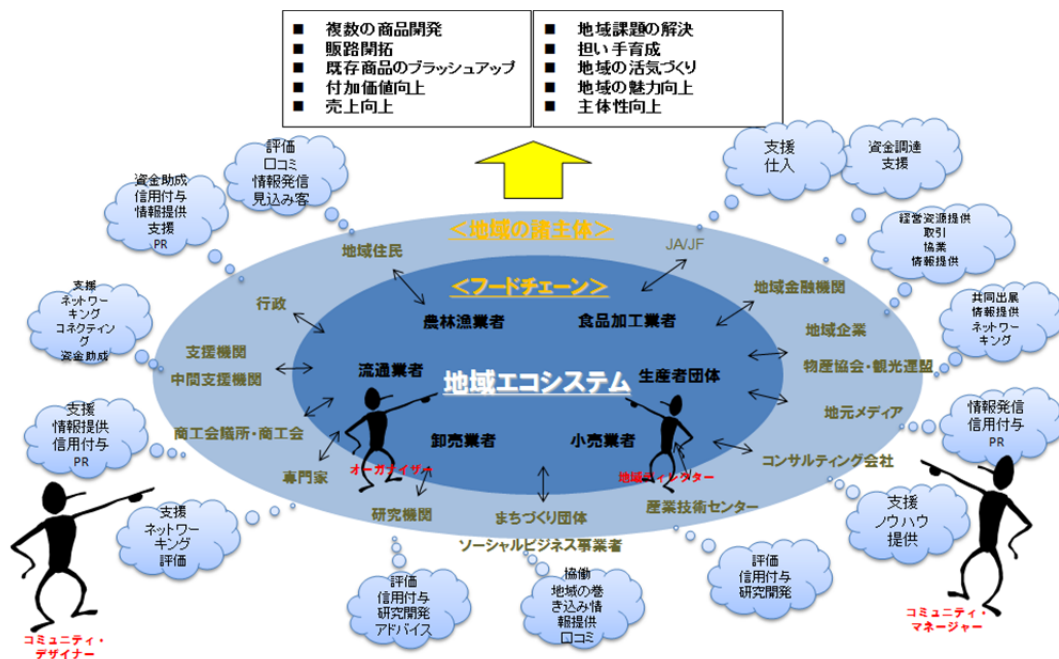 ■ 複数の商品開発
■ 販路開拓
■ 既存商品のブラッシュアップ
■ 付加価値向上
■ 売上向上
■ 地域課題の解決
■ 担い手育成
■ 地域の活気づくり
■ 地域の魅力向上
■ 主体性向上
評価
口コミ
情報発信
見込み客
支援
仕入
資金調達
支援
資金助成
信用付与
情報提供
支援
PR
経営資源提供
取引
協業
情報提供
<地域の諸主体>
地域住民
JA/JF
<フードチェーン>
行政
地域金融機関
支援
ネットワー
キング
コネクティン
グ
資金助成
農林漁業者
食品加工業者
地域企業
共同出展
情報提供
ネットワー
キング
支援機関
中間支援機関
流通業者
地域エコシステム
生産者団体
物産協会・観光連盟
支援
情報提供
信用付与
PR
商工会議所・商工会
卸売業者
小売業者
地元メディア
情報発信
信用付与
PR
専門家
オーガナイザー
地域ディレクター
コンサルティング会社
支援
ネットワー
キング
評価
研究機関
まちづくり団体
ソーシャルビジネス事業者
産業技術センター
支援
ノウハウ
提供
評価
信用付与
研究開発
アドバイス
協働
地域の巻
き込み情
報提供
口コミ
評価
信用付与
研究開発
コミュニティ・
デザイナー
コミュニティ・
マネージャー